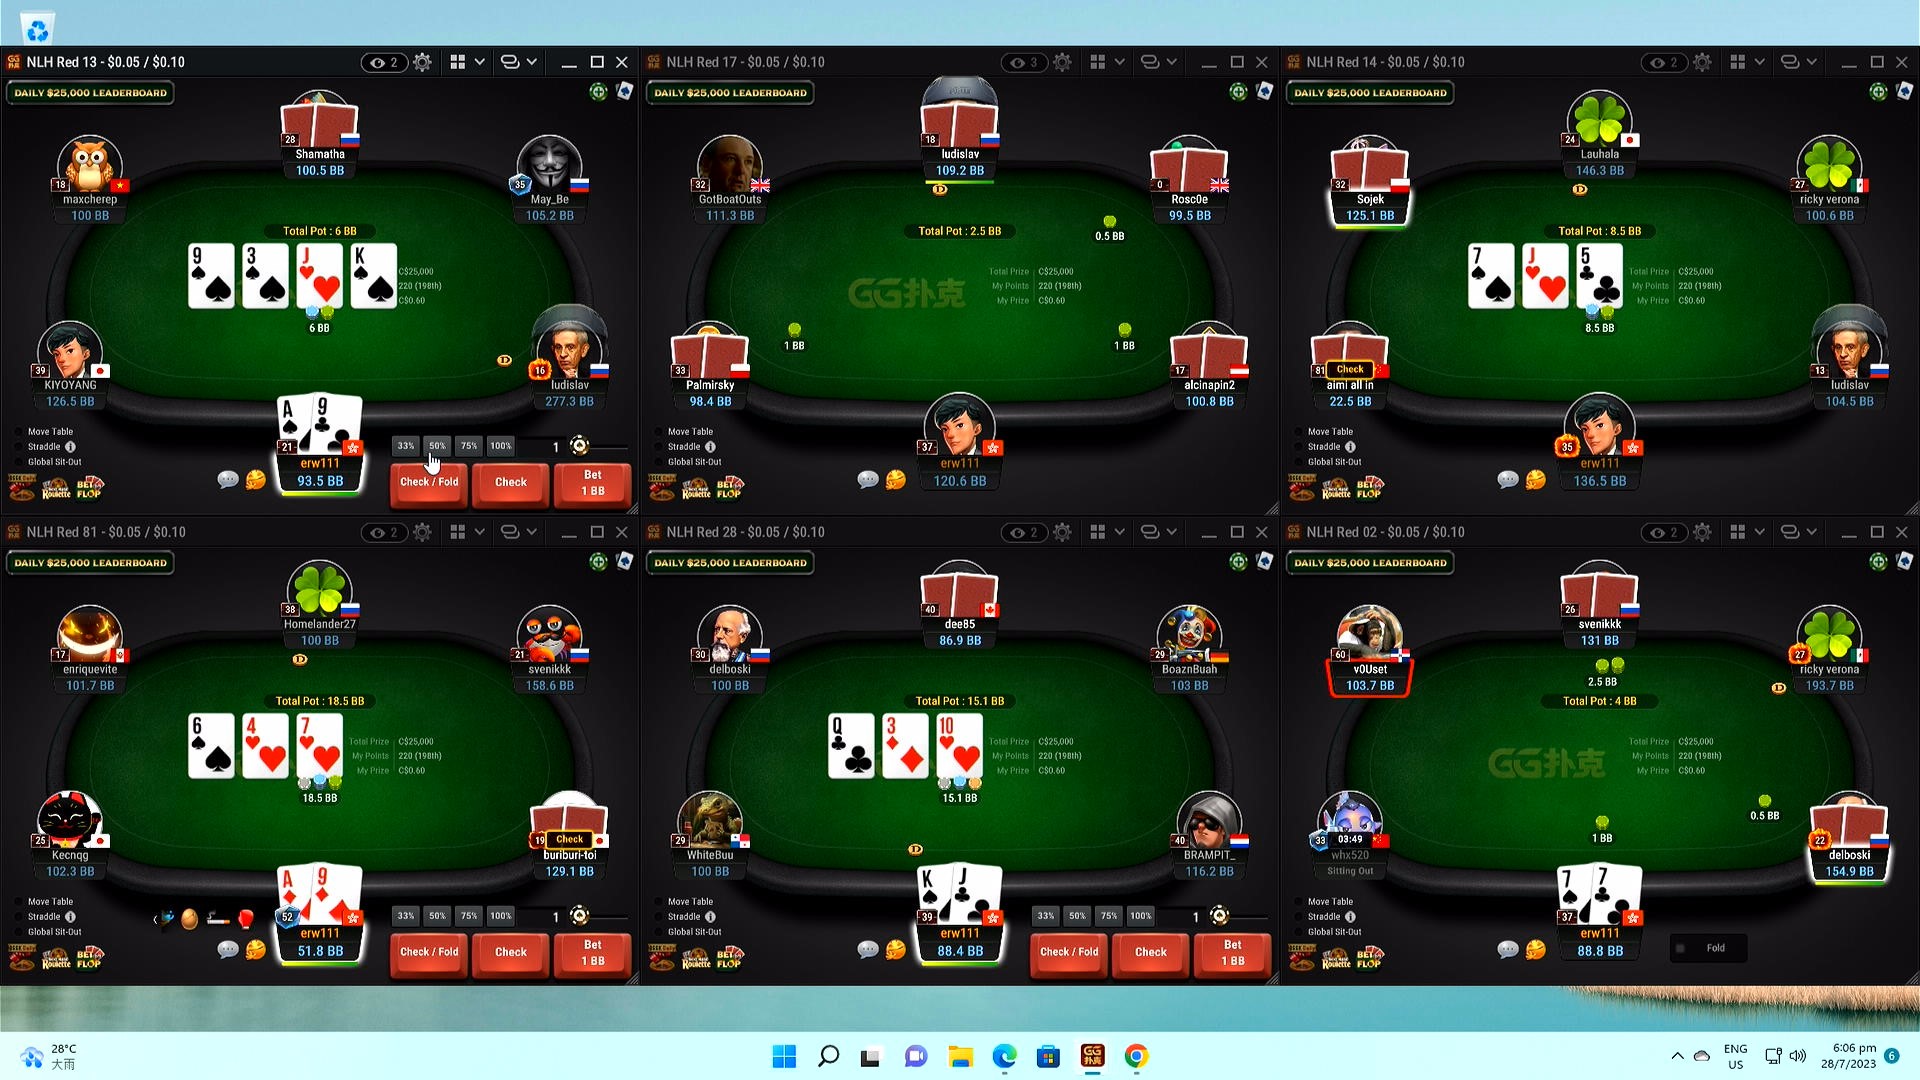 NLH Red 13 - $0.05 / $0.10
2
DAILY $25,000 LEADERBOARD
28
Shamatha
100.5 BB
18
maxcherep
100 BB
35
May_Be
105.2 BB
Total Pot : 6 BB
9
3
J
K
C$25,000
220 (198th)
C$0.60
6 BB
39
KIYOYANG
126.5 BB
D
16
ludislav
277.3 BB
A
9
21
erw111
93.5 BB
Move Table
Straddle
Global Sit-Out
BET FLOP
33%
50%
75%
100%
1
Check / Fold
Check
Bet
1 BB
NLH Red 17 - $0.05 / $0.10
3
DAILY $25,000 LEADERBOARD
18
ludislav
109.2 BB
D
32
GotBoatOuts
111.3 BB
0
Rosc0e
99.5 BB
Total Pot : 2.5 BB
0.5 BB
GG扑克
Total Prize C$25,000
My Points 220 (198th)
My Prize C$0.60
1 BB
1 BB
33
Palmirsky
98.4 BB
17
alcinapin2
100.8 BB
37
erw111
120.6 BB
Move Table
Straddle
Global Sit-Out
BET FLOP
NLH Red 14 - $0.05 / $0.10
2
DAILY $25,000 LEADERBOARD
24
Lauhala
146.3 BB
D
32
Sojek
125.1 BB
27
ricky verona
100.6 BB
Total Pot : 8.5 BB
7
J
5
Total Prize C$25,000
My Points 220 (198th)
My Prize C$0.60
8.5 BB
81
Check
aimi all in
22.5 BB
13
ludislav
104.5 BB
35
erw111
136.5 BB
Move Table
Straddle
Global Sit-Out
BET FLOP
NLH Red 81 - $0.05 / $0.10
2
DAILY $25,000 LEADERBOARD
38
Homelander27
100 BB
D
17
enriquevite
101.7 BB
21
svenikkk
158.6 BB
Total Pot : 18.5 BB
6
4
7
Total Prize C$25,000
My Points 220 (198th)
My Prize C$0.60
18.5 BB
25
Kecnqg
102.3 BB
19
Check
buriburi-toi
129.1 BB
A
9
52
erw111
51.8 BB
Move Table
Straddle
Global Sit-Out
BET FLOP
33%
50%
75%
100%
1
Check / Fold
Check
Bet
1 BB
NLH Red 28 - $0.05 / $0.10
2
DAILY $25,000 LEADERBOARD
40
dee85
86.9 BB
30
delboski
100 BB
29
BoaznBuah
103 BB
Total Pot : 15.1 BB
Q
3
10
Total Prize C$25,000
My Points 220 (198th)
My Prize C$0.60
15.1 BB
29
WhiteBuu
100 BB
D
40
BRAMPIT_
116.2 BB
K
J
39
erw111
88.4 BB
Move Table
Straddle
Global Sit-Out
BET FLOP
33%
50%
75%
100%
1
Check / Fold
Check
Bet
1 BB
NLH Red 02 - $0.05 / $0.10
2
DAILY $25,000 LEADERBOARD
26
svenikkk
131 BB
60
v0Uset
103.7 BB
27
ricky verona
193.7 BB
2.5 BB
D
Total Pot : 4 BB
GG扑克
Total Prize C$25,000
My Points 220 (198th)
My Prize C$0.60
0.5 BB
1 BB
33
03:49
whx520
Sitting Out
22
delboski
154.9 BB
7
7
37
erw111
88.8 BB
Move Table
Straddle
Global Sit-Out
BET FLOP
Fold
28°C
大雨
GG扑克
ENG
US
6:06 pm
28/7/2023
6